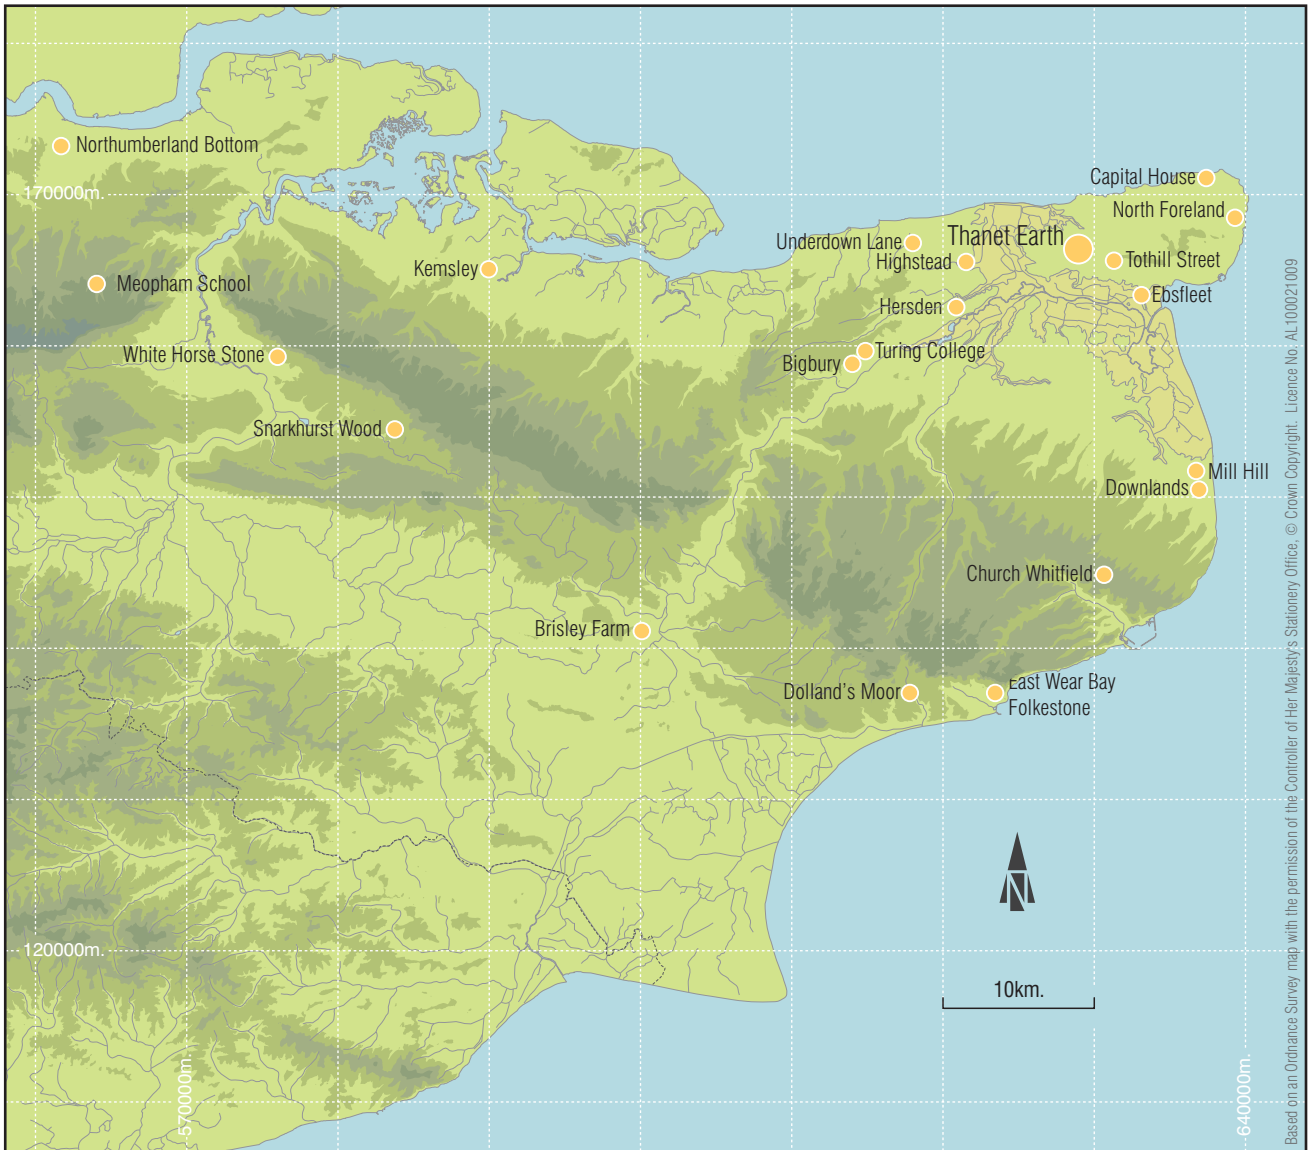 Northumberland Bottom
Capital House
170000m.
North Foreland
Thanet Earth
Underdown Lane
Highstead
Tothill Street
Kemsley
Meopham School
Ebsfleet
Hersden
Turing College
White Horse Stone
Bigbury
Snarkhurst Wood
Mill Hill
Downlands
Church Whitfield
Brisley Farm
Dolland's Moor
East Wear Bay
Folkestone
N
120000m.
10km.
570000m.
640000m.
Based on an Ordnance Survey map with the permission of the Controller of Her Majesty's Stationery Office, © Crown Copyright. Licence No. AL100021009